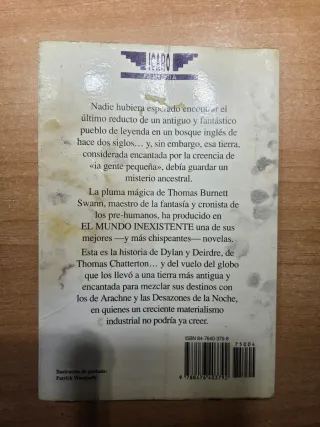 ICARO
FANTASIA
Nadie hubiera esperado encontrar el
último reducto de un antiguo y fantástico
pueblo de leyenda en un bosque inglés de
hace dos siglos… y, sin embargo, esa tierra,
considerada encantada por la creencia de
«la gente pequeña», debía guardar un
misterio ancestral.
La pluma mágica de Thomas Burnett
Swann, maestro de la fantasía y cronista de
los pre-humanos, ha producido en
EL MUNDO INEXISTENTE una de sus
mejores —y más chispeantes— novelas.
Esta es la historia de Dylan y Deirdre, de
Thomas Chatterton… y del vuelo del globo
que los llevó a una tierra más antigua y
encantada para mezclar sus destinos con
los de Arachne y las Desazones de la Noche,
en quienes un creciente materialismo
industrial no podría ya creer.
ISBN 84-7640-379-8
75004
9 788476 403792
Ilustración de portada:
Patrick Woodroffe